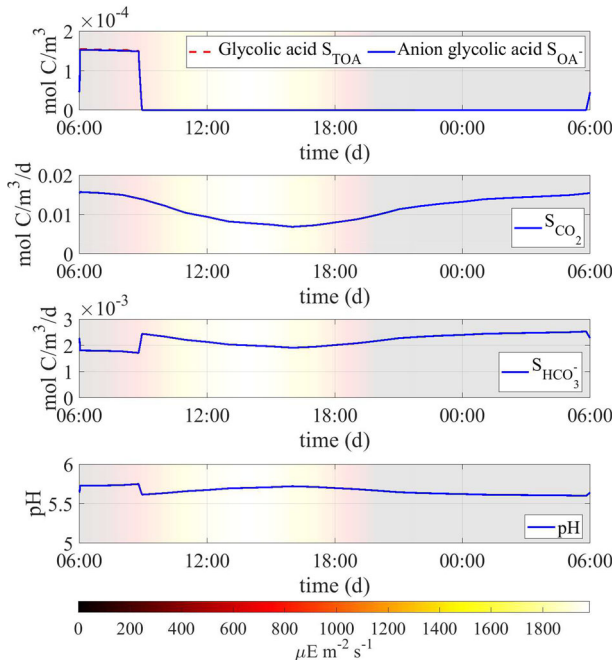 ×10⁻⁴
2
1
0
mol C/m³
Glycolic acid S_TOA
Anion glycolic acid S_OA⁻
06:00 12:00 18:00 00:00 06:00
time (d)
0.02
0.01
0
mol C/m³/d
S_CO₂
06:00 12:00 18:00 00:00 06:00
time (d)
×10⁻³
3
2
1
0
mol C/m³/d
S_HCO₃⁻
06:00 12:00 18:00 00:00 06:00
time (d)
6
5.5
5
pH
pH
06:00 12:00 18:00 00:00 06:00
time (d)
0 200 400 600 800 1000 1200 1400 1600 1800
μE m⁻² s⁻¹